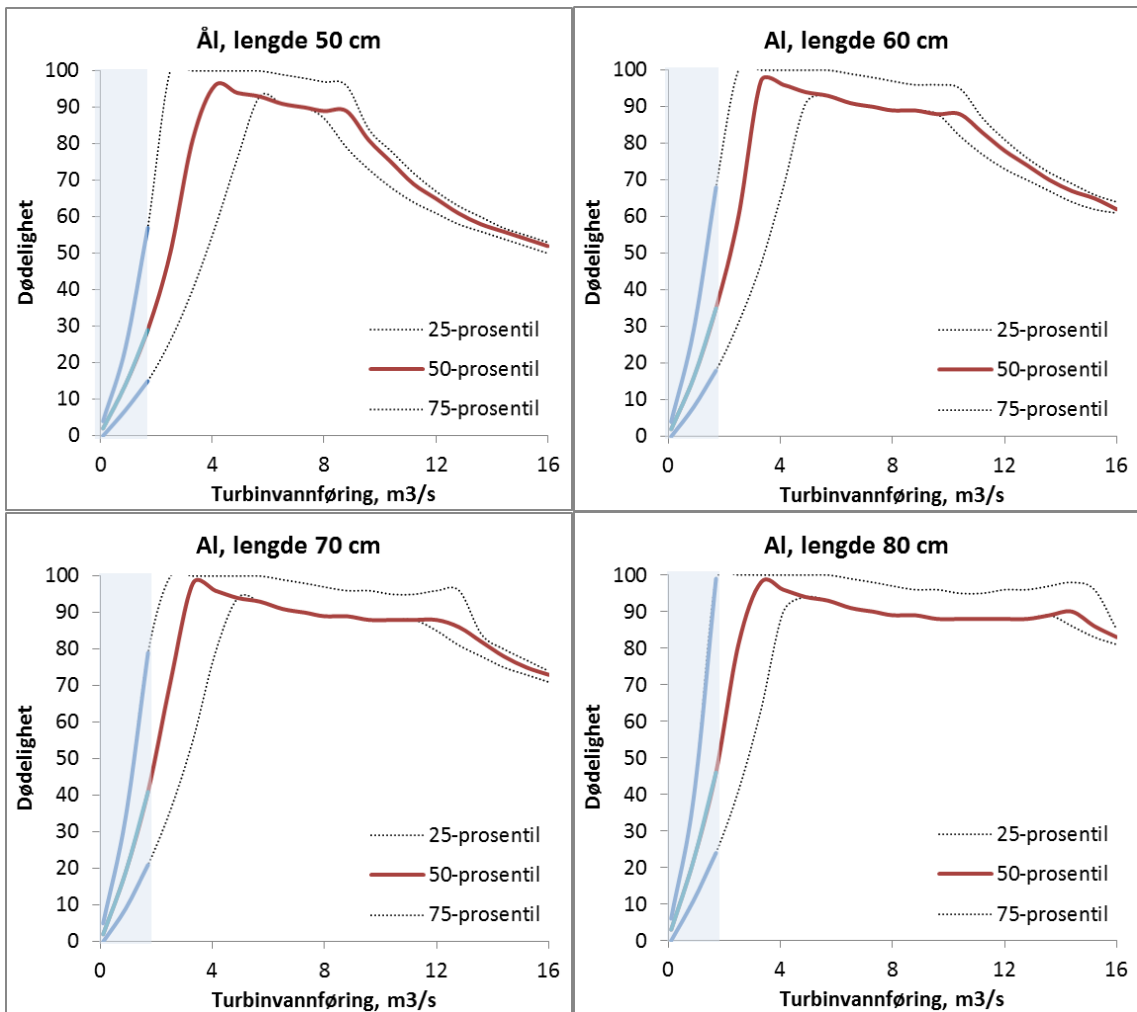 Ål, lengde 50 cm
100
90
80
70
60
50
40
30
20
10
0
Dødelighet
25-prosentil
50-prosentil
75-prosentil
0 4 8 12 16
Turbinvannføring, m3/s
Al, lengde 60 cm
100
90
80
70
60
50
40
30
20
10
0
Dødelighet
25-prosentil
50-prosentil
75-prosentil
0 4 8 12 16
Turbinvannføring, m3/s
Al, lengde 70 cm
100
90
80
70
60
50
40
30
20
10
0
Dødelighet
25-prosentil
50-prosentil
75-prosentil
0 4 8 12 16
Turbinvannføring, m3/s
Al, lengde 80 cm
100
90
80
70
60
50
40
30
20
10
0
Dødelighet
25-prosentil
50-prosentil
75-prosentil
0 4 8 12 16
Turbinvannføring, m3/s